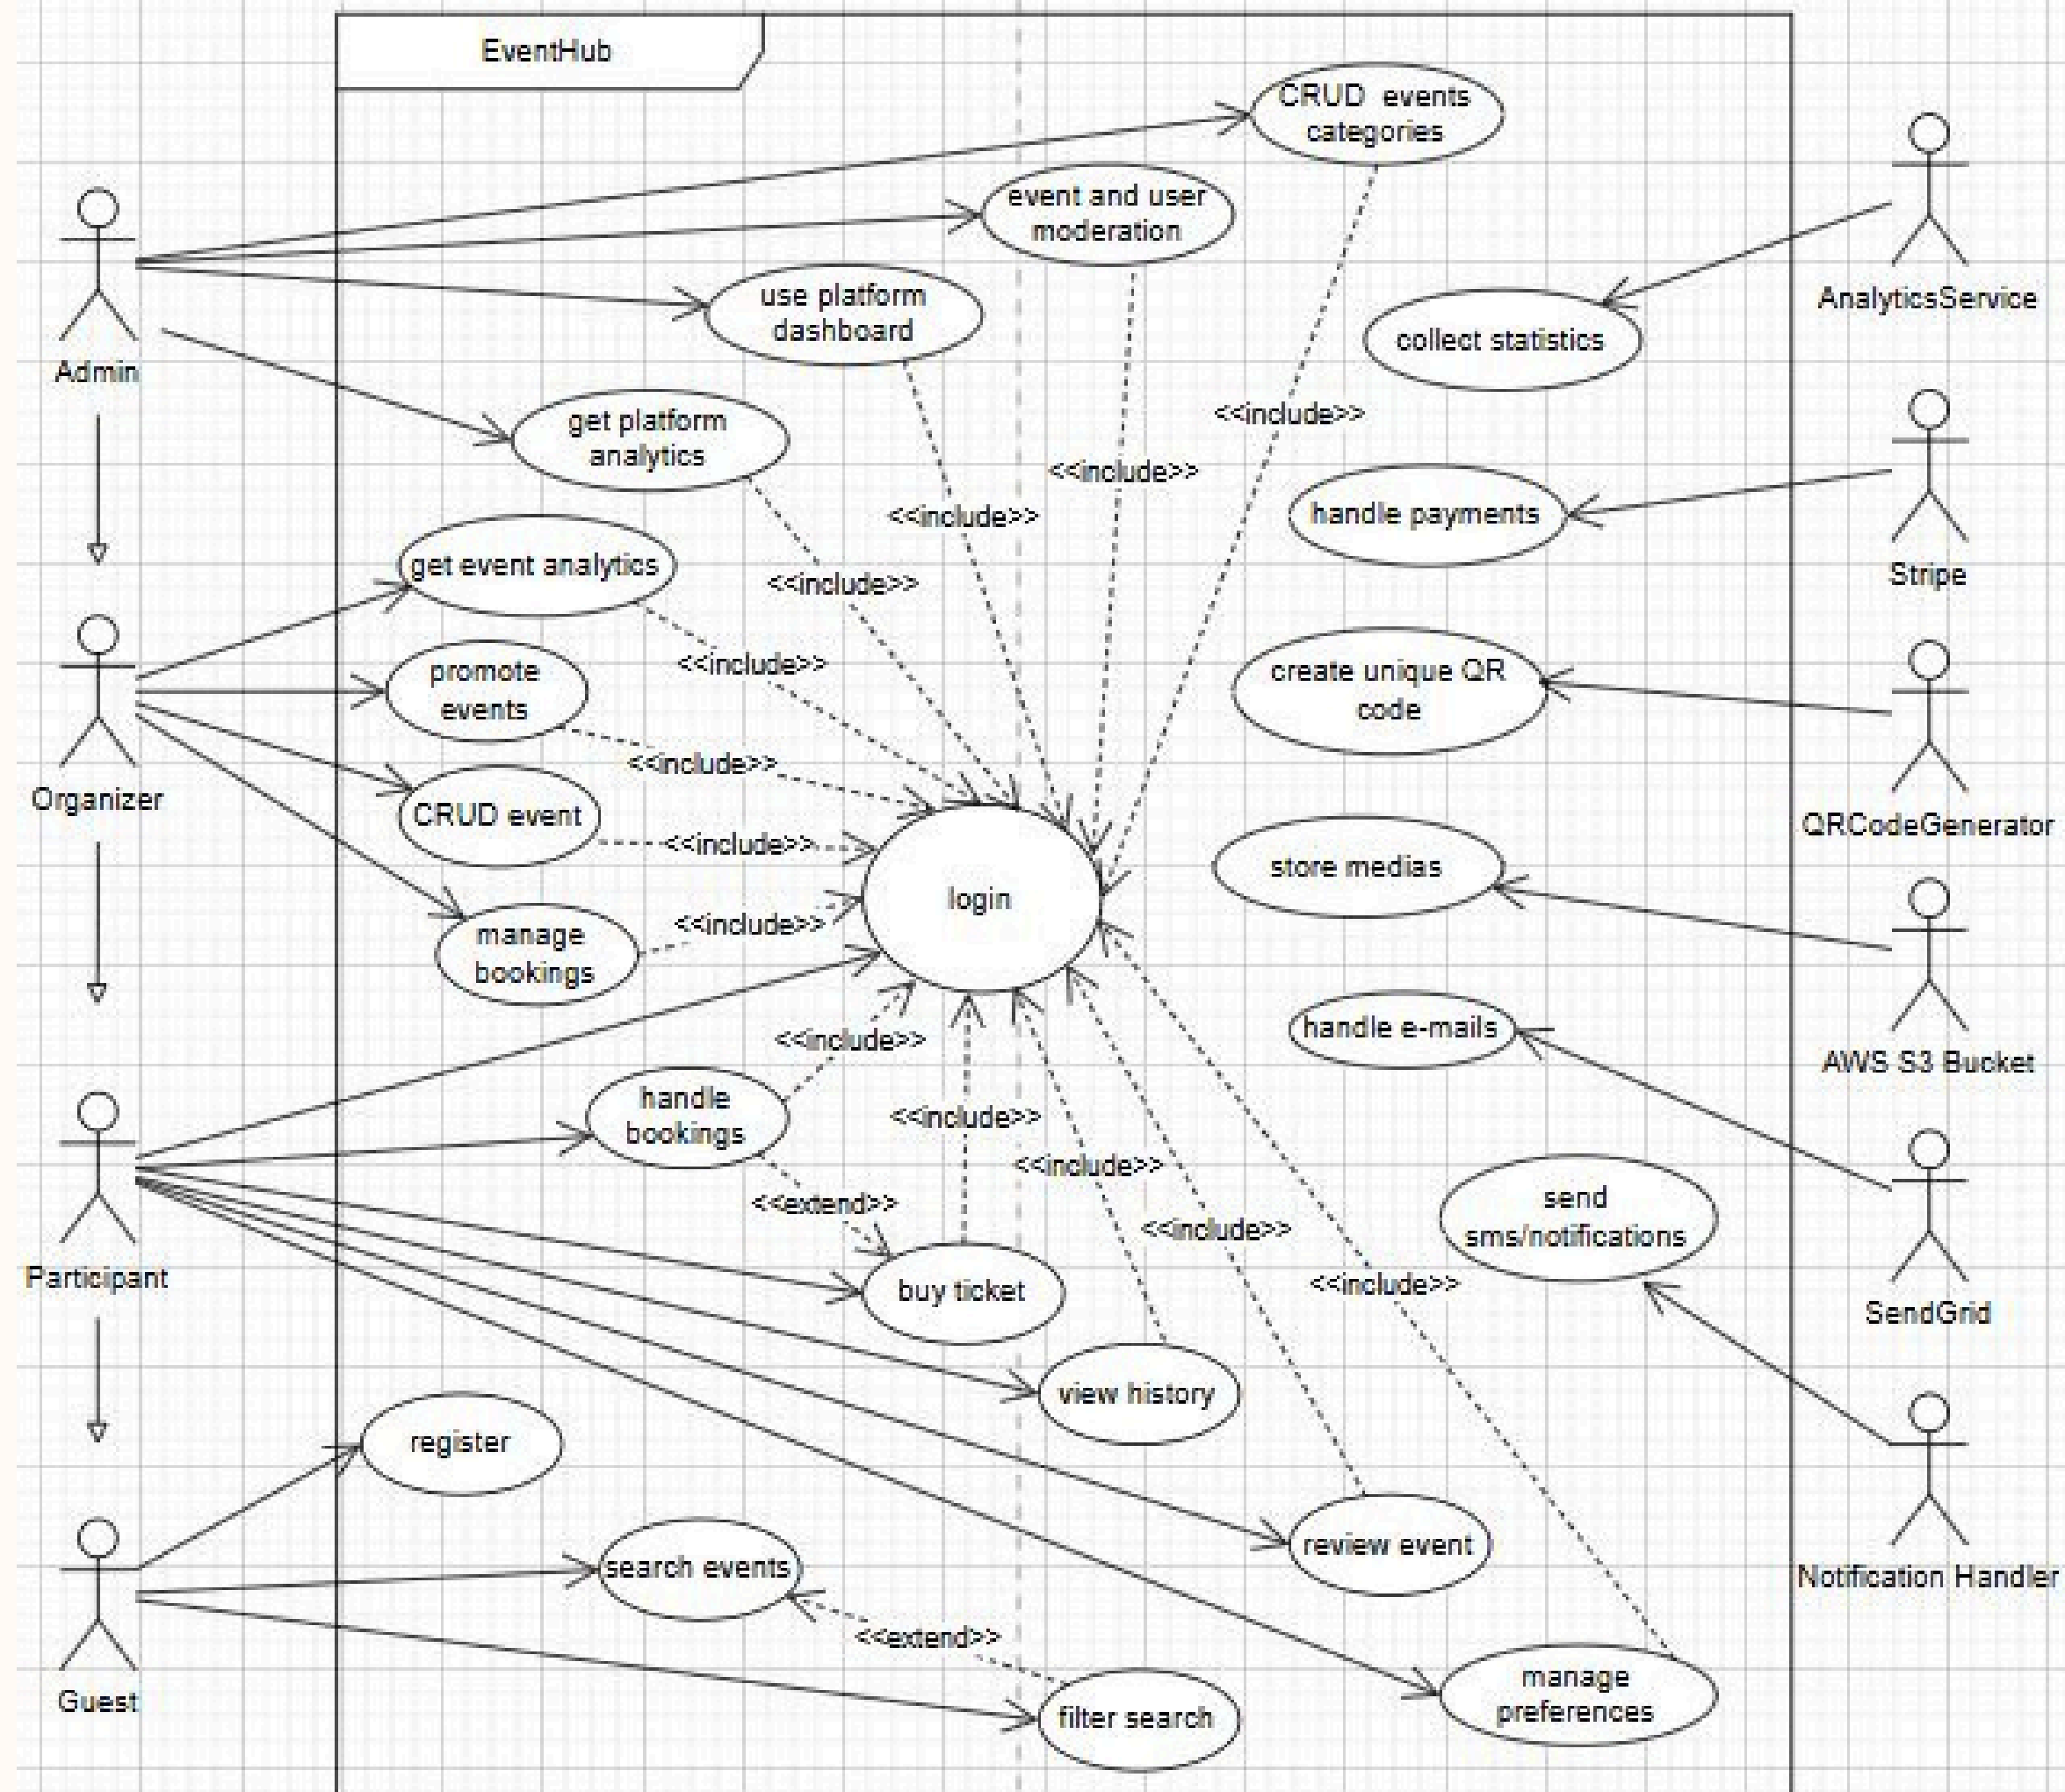 EventHub
CRUD  events
categories
event and user
moderation
use platform
dashboard
AnalyticsService
collect statistics
Admin
get platform
analytics
<<include>>
<<include>>
<<include>>
handle payments
Stripe
get event analytics
<<include>>
<<include>>
promote
events
create unique QR
code
<<include>>
Organizer
CRUD event
<<include>>
QRCodeGenerator
store medias
login
<<include>>
manage
bookings
handle e-mails
<<include>>
AWS S3 Bucket
handle
bookings
<<include>>
<<include>>
<<extend>>
send
sms/notifications
<<include>>
Participant
buy ticket
<<include>>
SendGrid
view history
register
review event
search events
Notification Handler
<<extend>>
manage
preferences
Guest
filter search